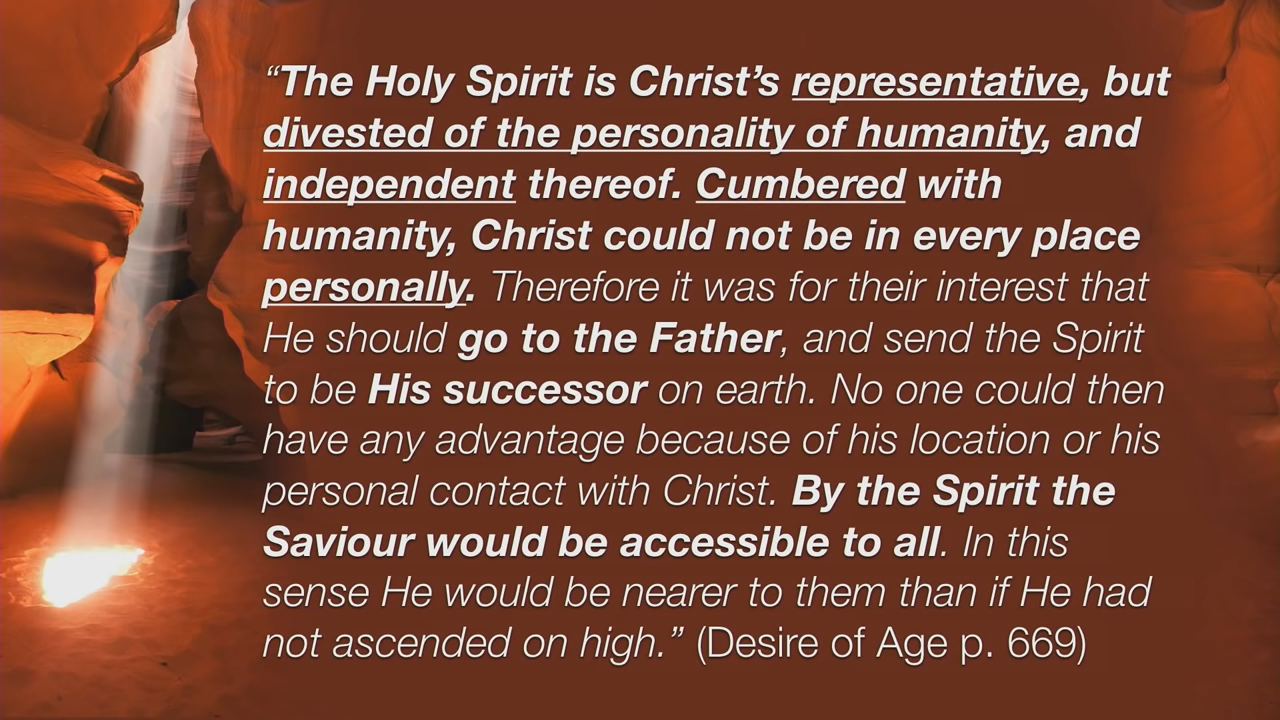 “The Holy Spirit is Christ’s representative, but
divested of the personality of humanity, and
independent thereof. Cumbered with
humanity, Christ could not be in every place
personally. Therefore it was for their interest that
He should go to the Father, and send the Spirit
to be His successor on earth. No one could then
have any advantage because of his location or his
personal contact with Christ. By the Spirit the
Saviour would be accessible to all. In this
sense He would be nearer to them than if He had
not ascended on high.” (Desire of Age p. 669)